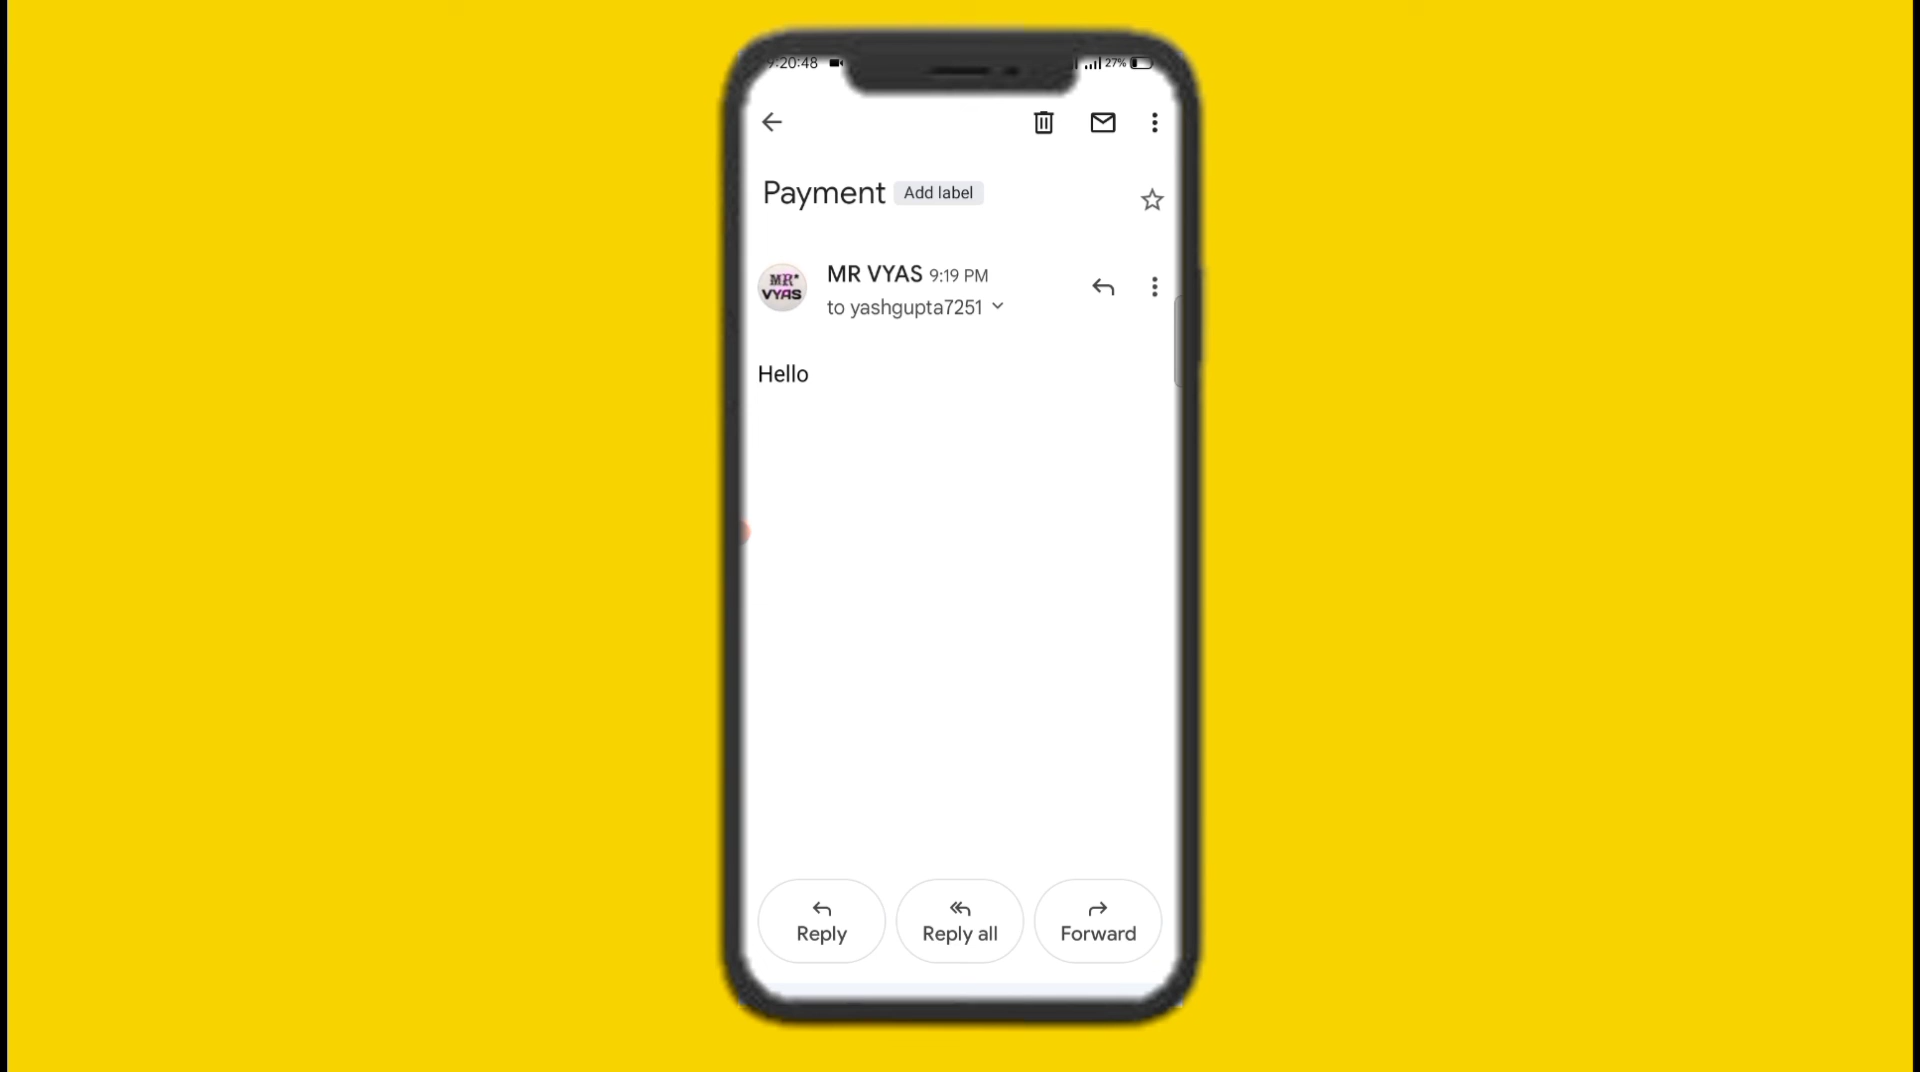 9:20:48 27%
Payment Add label
MR VYAS
MR VYAS 9:19 PM
to yashgupta7251
Hello
Reply Reply all Forward